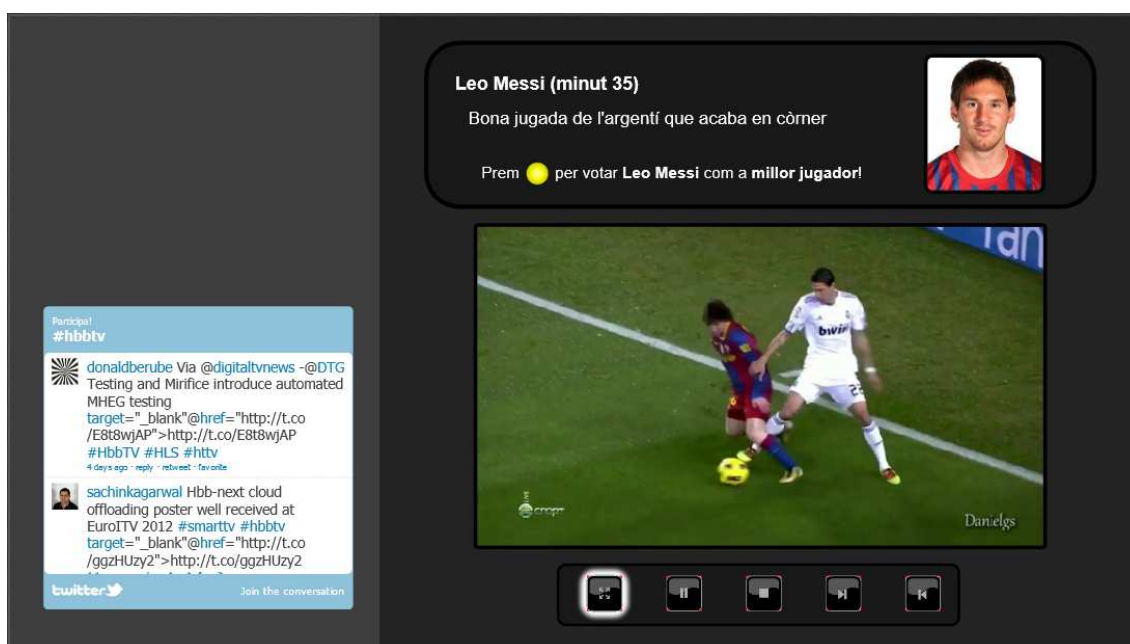 Leo Messi (minut 35)
Bona jugada de l'argentí que acaba en còrner
Prem per votar Leo Messi com a millor jugador!
Participa!
#hbbtv
donaldberube Via @digitaltvnews -@DTG
Testing and Mirifice introduce automated
MHEG testing
target="_blank"@href="http://t.co
/E8t8wjAP">http://t.co/E8t8wjAP
#HbbTV #HLS #httv
4 days ago · reply · retweet · favorite
sachinkagarwal Hbb-next cloud
offloading poster well received at
EuroITV 2012 #smarttv #hbbtv
target="_blank"@href="http://t.co
/ggzHUzy2">http://t.co/ggzHUzy2
twitter
Join the conversation
bwin
LIVE
спорт
Danielgs